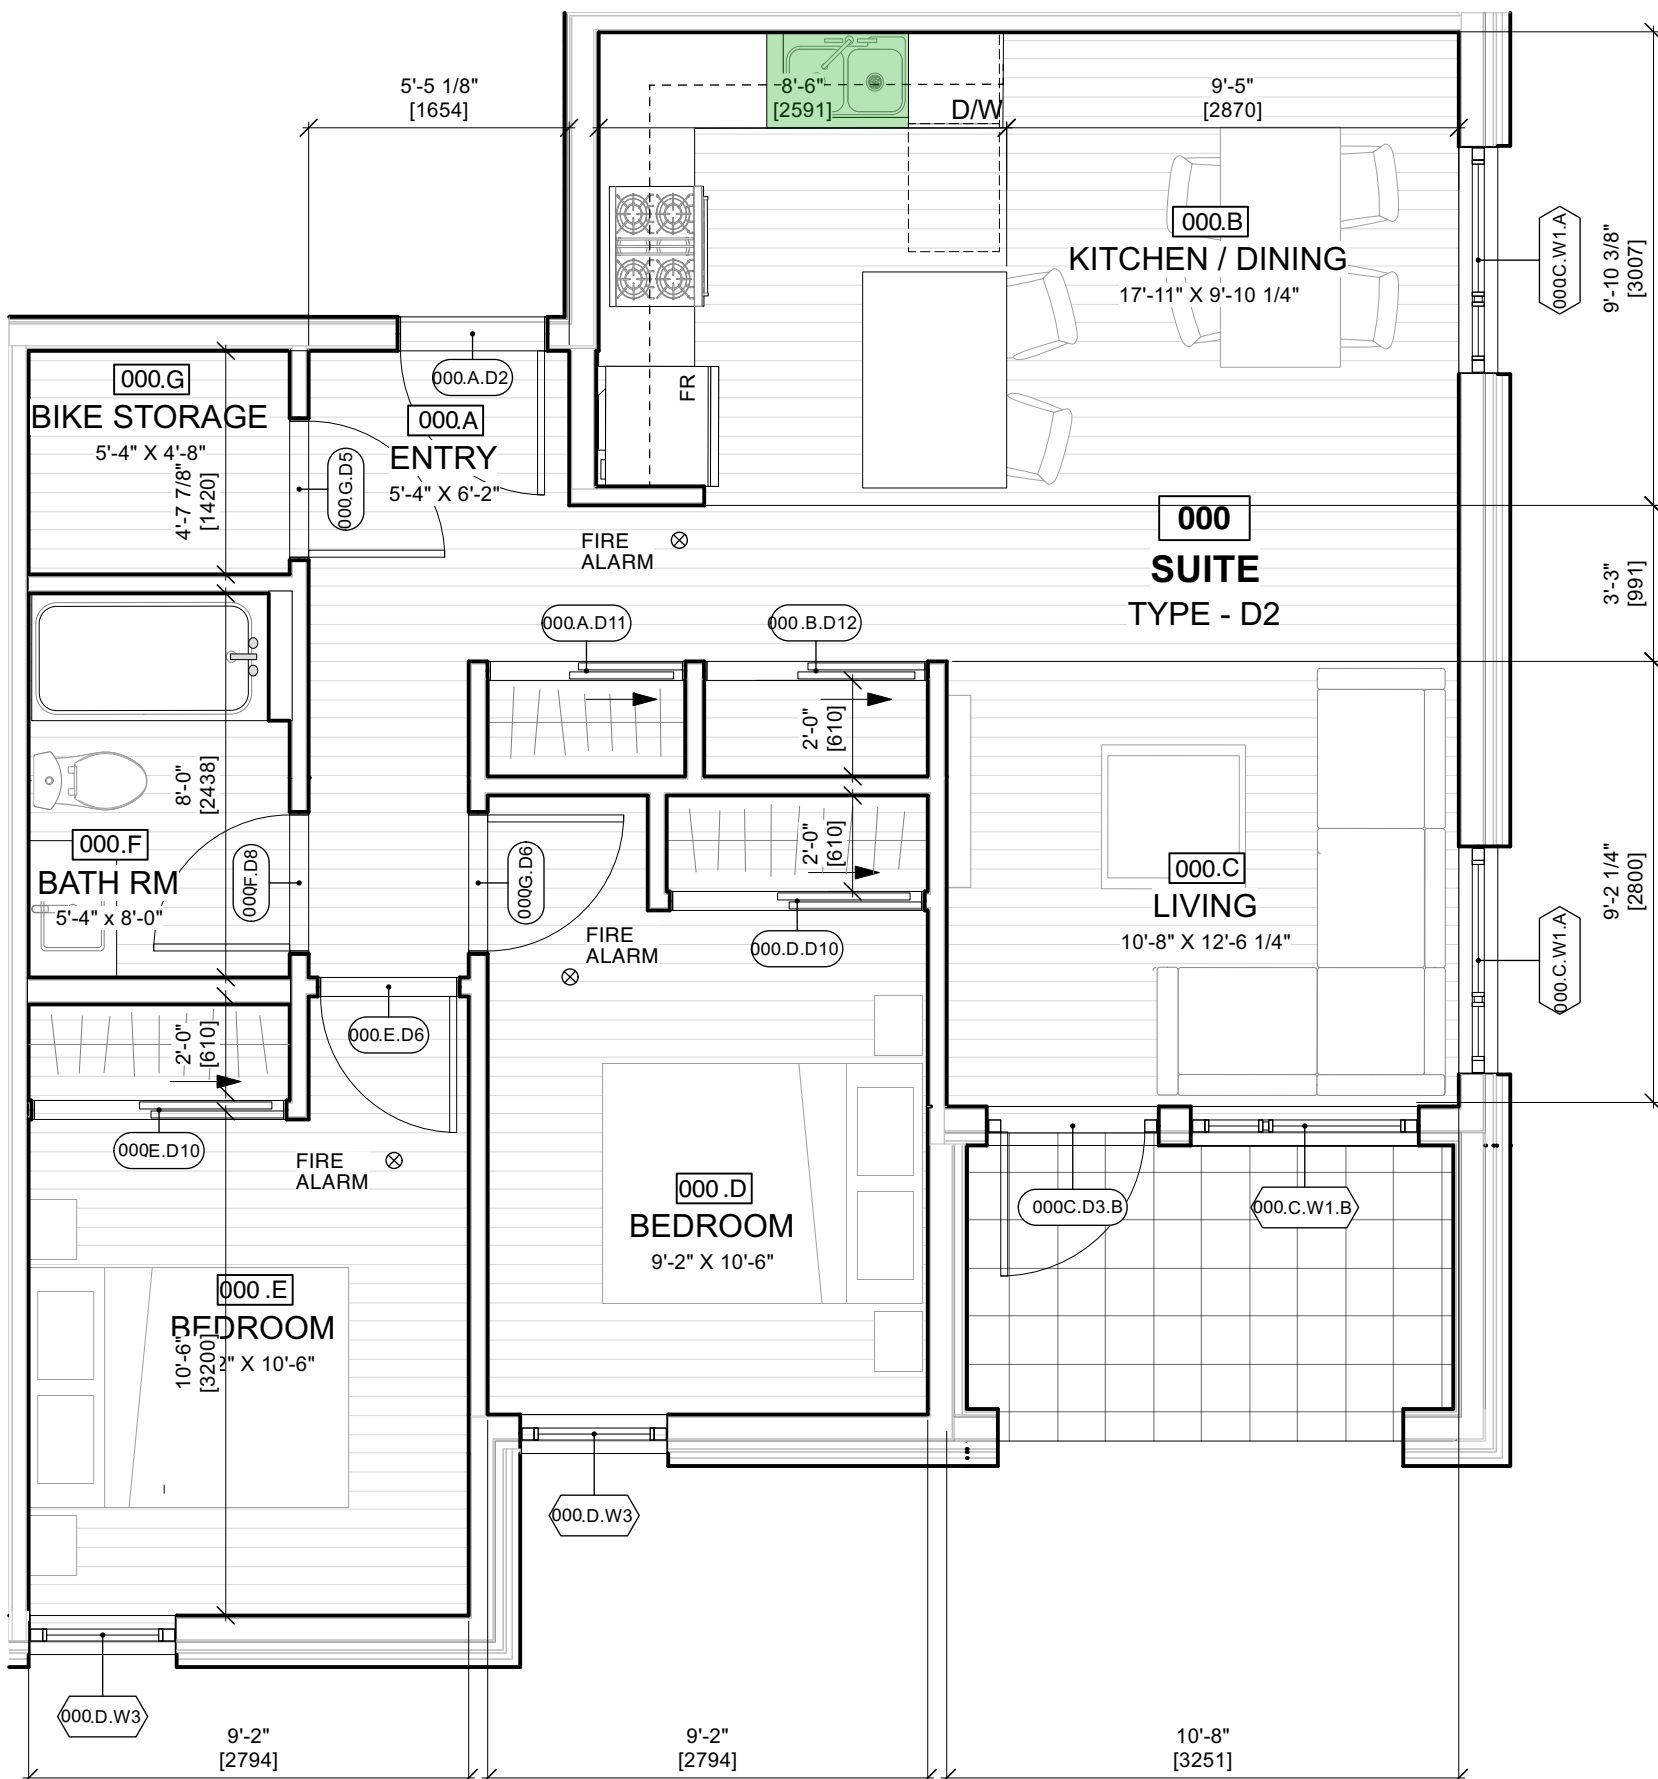 5'-5 1/8"
[1654]
8'-6"
[2591]
9'-5"
[2870]
D/W
000.B
KITCHEN / DINING
17'-11" X 9'-10 1/4"
000C.W1.A
9'-10 3/8"
[3007]
000.G
BIKE STORAGE
5'-4" X 4'-8"
4'-7 7/8"
[1420]
000.G.D5
000.A.D2
000.A
ENTRY
5'-4" X 6'-2"
FR
FIRE
ALARM
000
SUITE
TYPE - D2
3'-3"
[991]
000.A.D11
000.B.D12
2'-0"
[610]
8'-0"
[2438]
000.F
BATH RM
5'-4" x 8'-0"
000F.D8
000G.D6
2'-0"
[610]
000.D.D10
FIRE
ALARM
000.C
LIVING
10'-8" X 12'-6 1/4"
9'-2 1/4"
[2800]
000.C.W1.A
2'-0"
[610]
000.E.D6
000E.D10
FIRE
ALARM
000.D
BEDROOM
9'-2" X 10'-6"
000C.D3.B
000.C.W1.B
000.E
BEDROOM
2" X 10'-6"
10'-6"
[3200]
000.D.W3
000.D.W3
9'-2"
[2794]
9'-2"
[2794]
10'-8"
[3251]